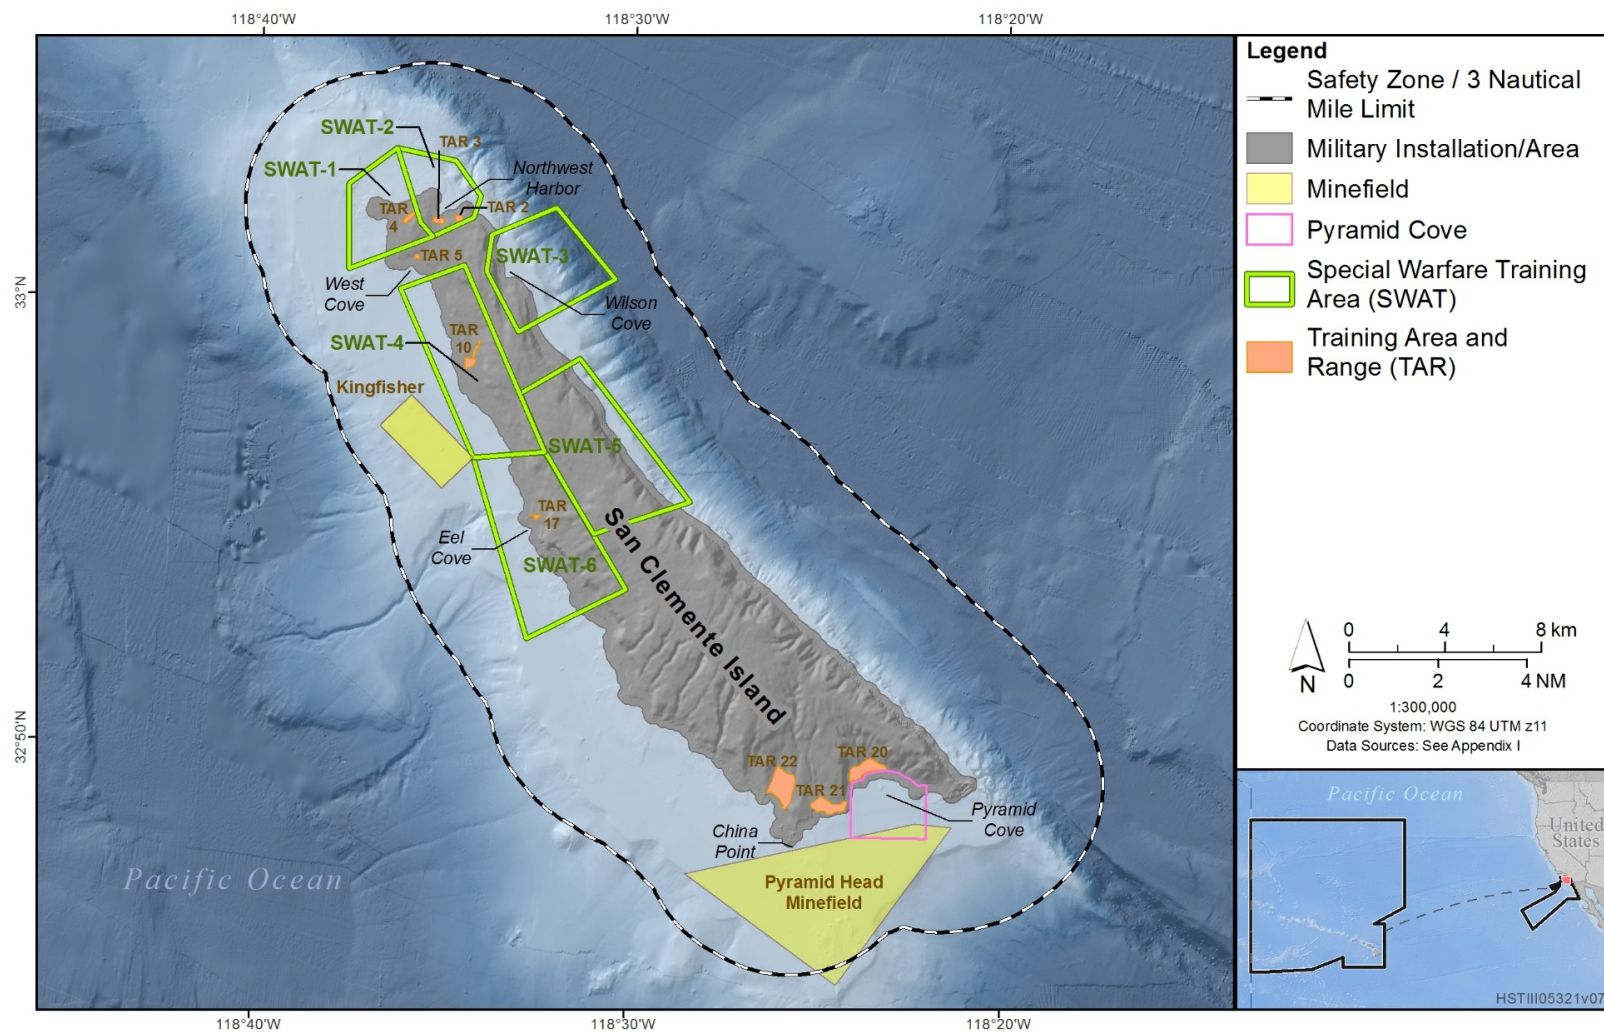 118°40'W
118°30'W
118°20'W
33°N
32°50'N
SWAT-2
TAR 3
SWAT-1
Northwest
Harbor
TAR
4
TAR 2
TAR 5
SWAT-3
West
Cove
Wilson
Cove
TAR
10
SWAT-4
Kingfisher
SWAT-5
TAR
17
Eel
Cove
SWAT-6
San Clemente Island
TAR 22
TAR 20
TAR 21
Pyramid
Cove
China
Point
Pyramid Head
Minefield
Pacific Ocean
118°40'W
118°30'W
118°20'W
Legend
Safety Zone / 3 Nautical
Mile Limit
Military Installation/Area
Minefield
Pyramid Cove
Special Warfare Training
Area (SWAT)
Training Area and
Range (TAR)
N
0 4 8 km
0 2 4 NM
1:300,000
Coordinate System: WGS 84 UTM z11
Data Sources: See Appendix I
Pacific Ocean
United
States
HSTIII05321v07